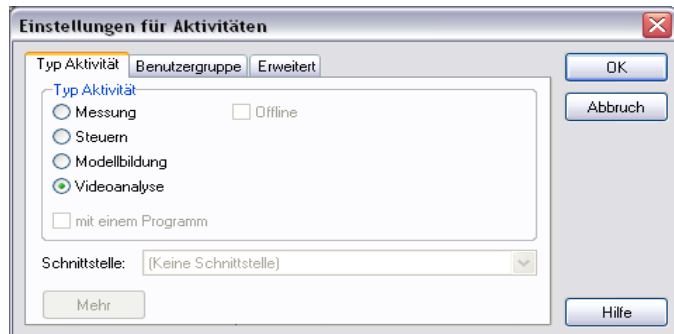 Einstellungen für Aktivitäten
Typ Aktivität Benutzergruppe Erweitert
Typ Aktivität
Messung Offline
Steuern
Modellbildung
Videoanalyse
mit einem Programm
Schnittstelle: (Keine Schnittstelle)
Mehr
OK
Abbruch
Hilfe